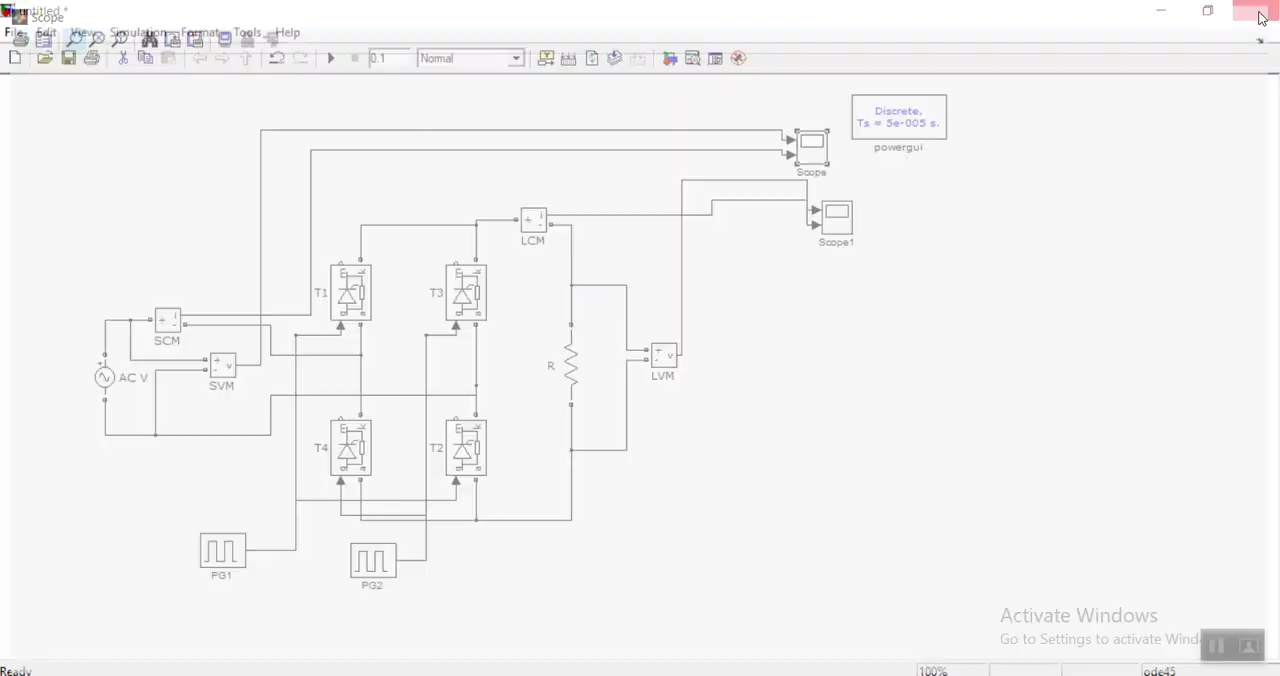 untitled *
Scope
File Edit View Simulation Format Tools Help
0.1 Normal
Discrete,
Ts = 5e-005 s.
powergui
Scope
Scope1
i
+
-
LCM
m k
T1
g a
m k
T3
g a
i
+
-
SCM
+
-
v
SVM
AC V
+
R
+
-
v
LVM
m k
T4
g a
m k
T2
g a
PG1
PG2
Activate Windows
Go to Settings to activate
Ready
100%
ode45